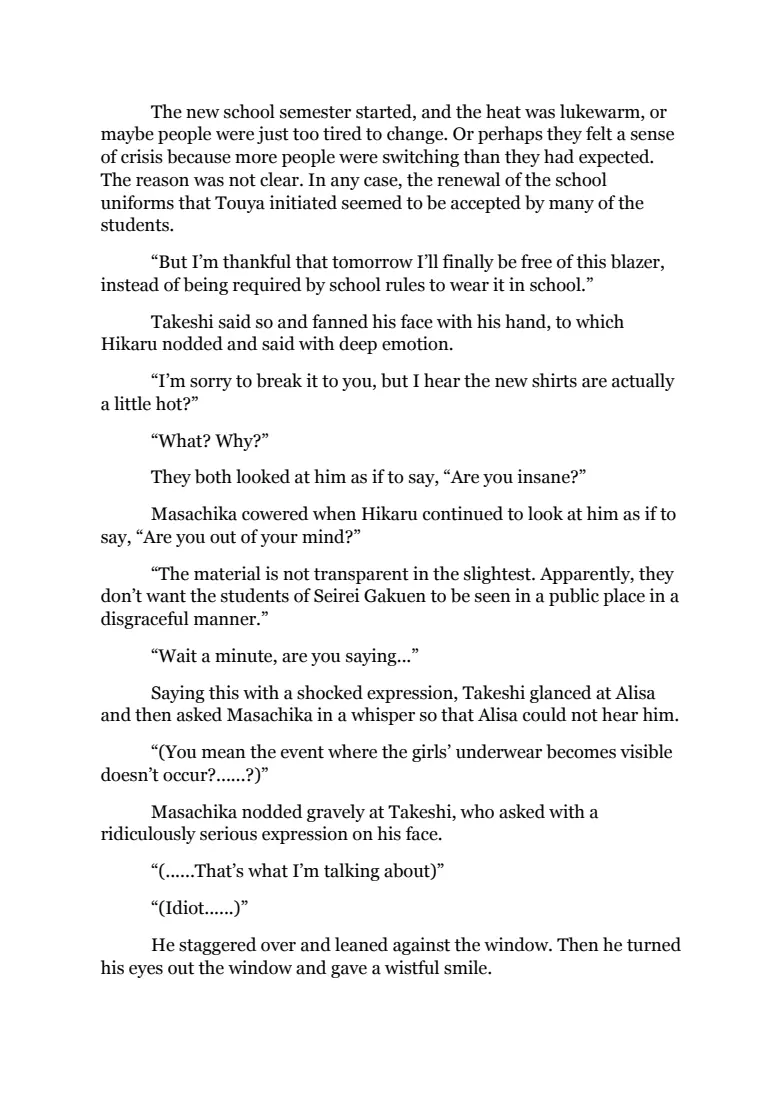 The new school semester started, and the heat was lukewarm, or
maybe people were just too tired to change. Or perhaps they felt a sense
of crisis because more people were switching than they had expected.
The reason was not clear. In any case, the renewal of the school
uniforms that Touya initiated seemed to be accepted by many of the
students.
“But I’m thankful that tomorrow I’ll finally be free of this blazer,
instead of being required by school rules to wear it in school.”
Takeshi said so and fanned his face with his hand, to which
Hikaru nodded and said with deep emotion.
“I’m sorry to break it to you, but I hear the new shirts are actually
a little hot?”
“What? Why?”
They both looked at him as if to say, “Are you insane?”
Masachika cowered when Hikaru continued to look at him as if to
say, “Are you out of your mind?”
“The material is not transparent in the slightest. Apparently, they
don’t want the students of Seirei Gakuen to be seen in a public place in a
disgraceful manner.”
“Wait a minute, are you saying...”
Saying this with a shocked expression, Takeshi glanced at Alisa
and then asked Masachika in a whisper so that Alisa could not hear him.
“(You mean the event where the girls’ underwear becomes visible
doesn’t occur?......?)”
Masachika nodded gravely at Takeshi, who asked with a
ridiculously serious expression on his face.
“(......That’s what I’m talking about)”
“(Idiot......)”
He staggered over and leaned against the window. Then he turned
his eyes out the window and gave a wistful smile.